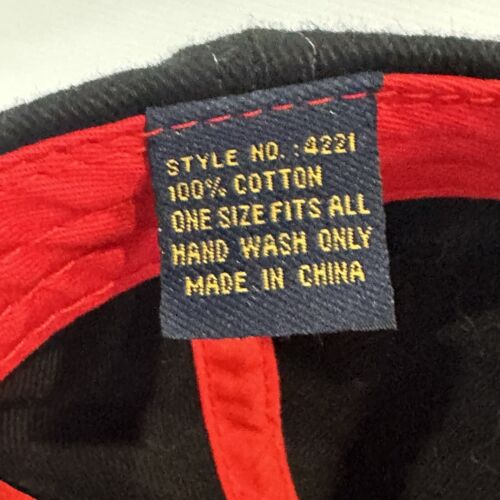 STYLE NO.:4221
100% COTTON
ONE SIZE FITS ALL
HAND WASH ONLY
MADE IN CHINA